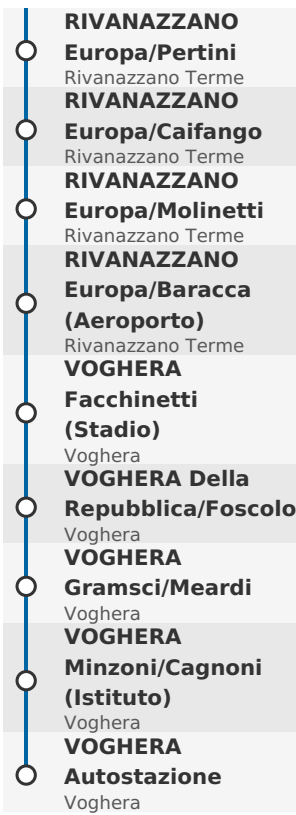 RIVANAZZANO
Europa/Pertini
Rivanazzano Terme
RIVANAZZANO
Europa/Caifango
Rivanazzano Terme
RIVANAZZANO
Europa/Molinetti
Rivanazzano Terme
RIVANAZZANO
Europa/Baracca
(Aeroporto)
Rivanazzano Terme
VOGHERA
Facchinetti
(Stadio)
Voghera
VOGHERA Della
Repubblica/Foscolo
Voghera
VOGHERA
Gramsci/Meardi
Voghera
VOGHERA
Minzoni/Cagnoni
(Istituto)
Voghera
VOGHERA
Autostazione
Voghera